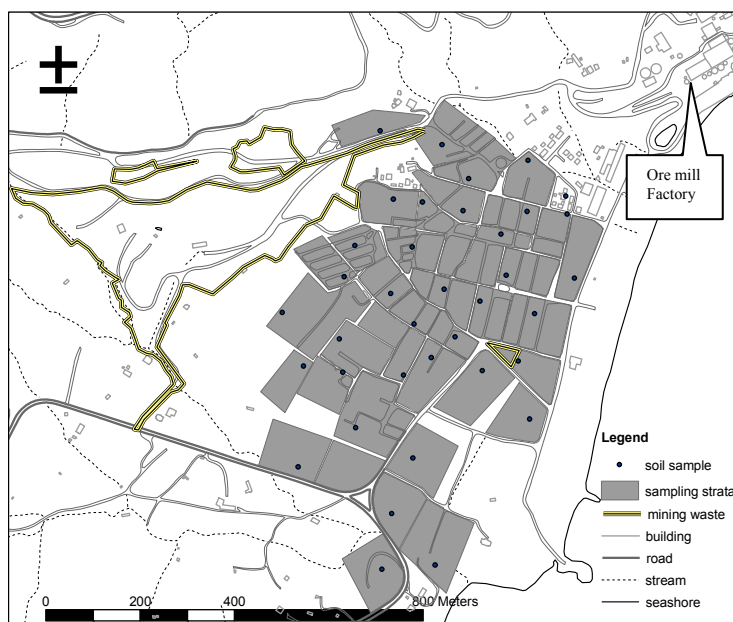 ±
Ore mill
Factory
Legend
soil sample
sampling strata
mining waste
building
road
stream
seashore
0 200 400 800 Meters